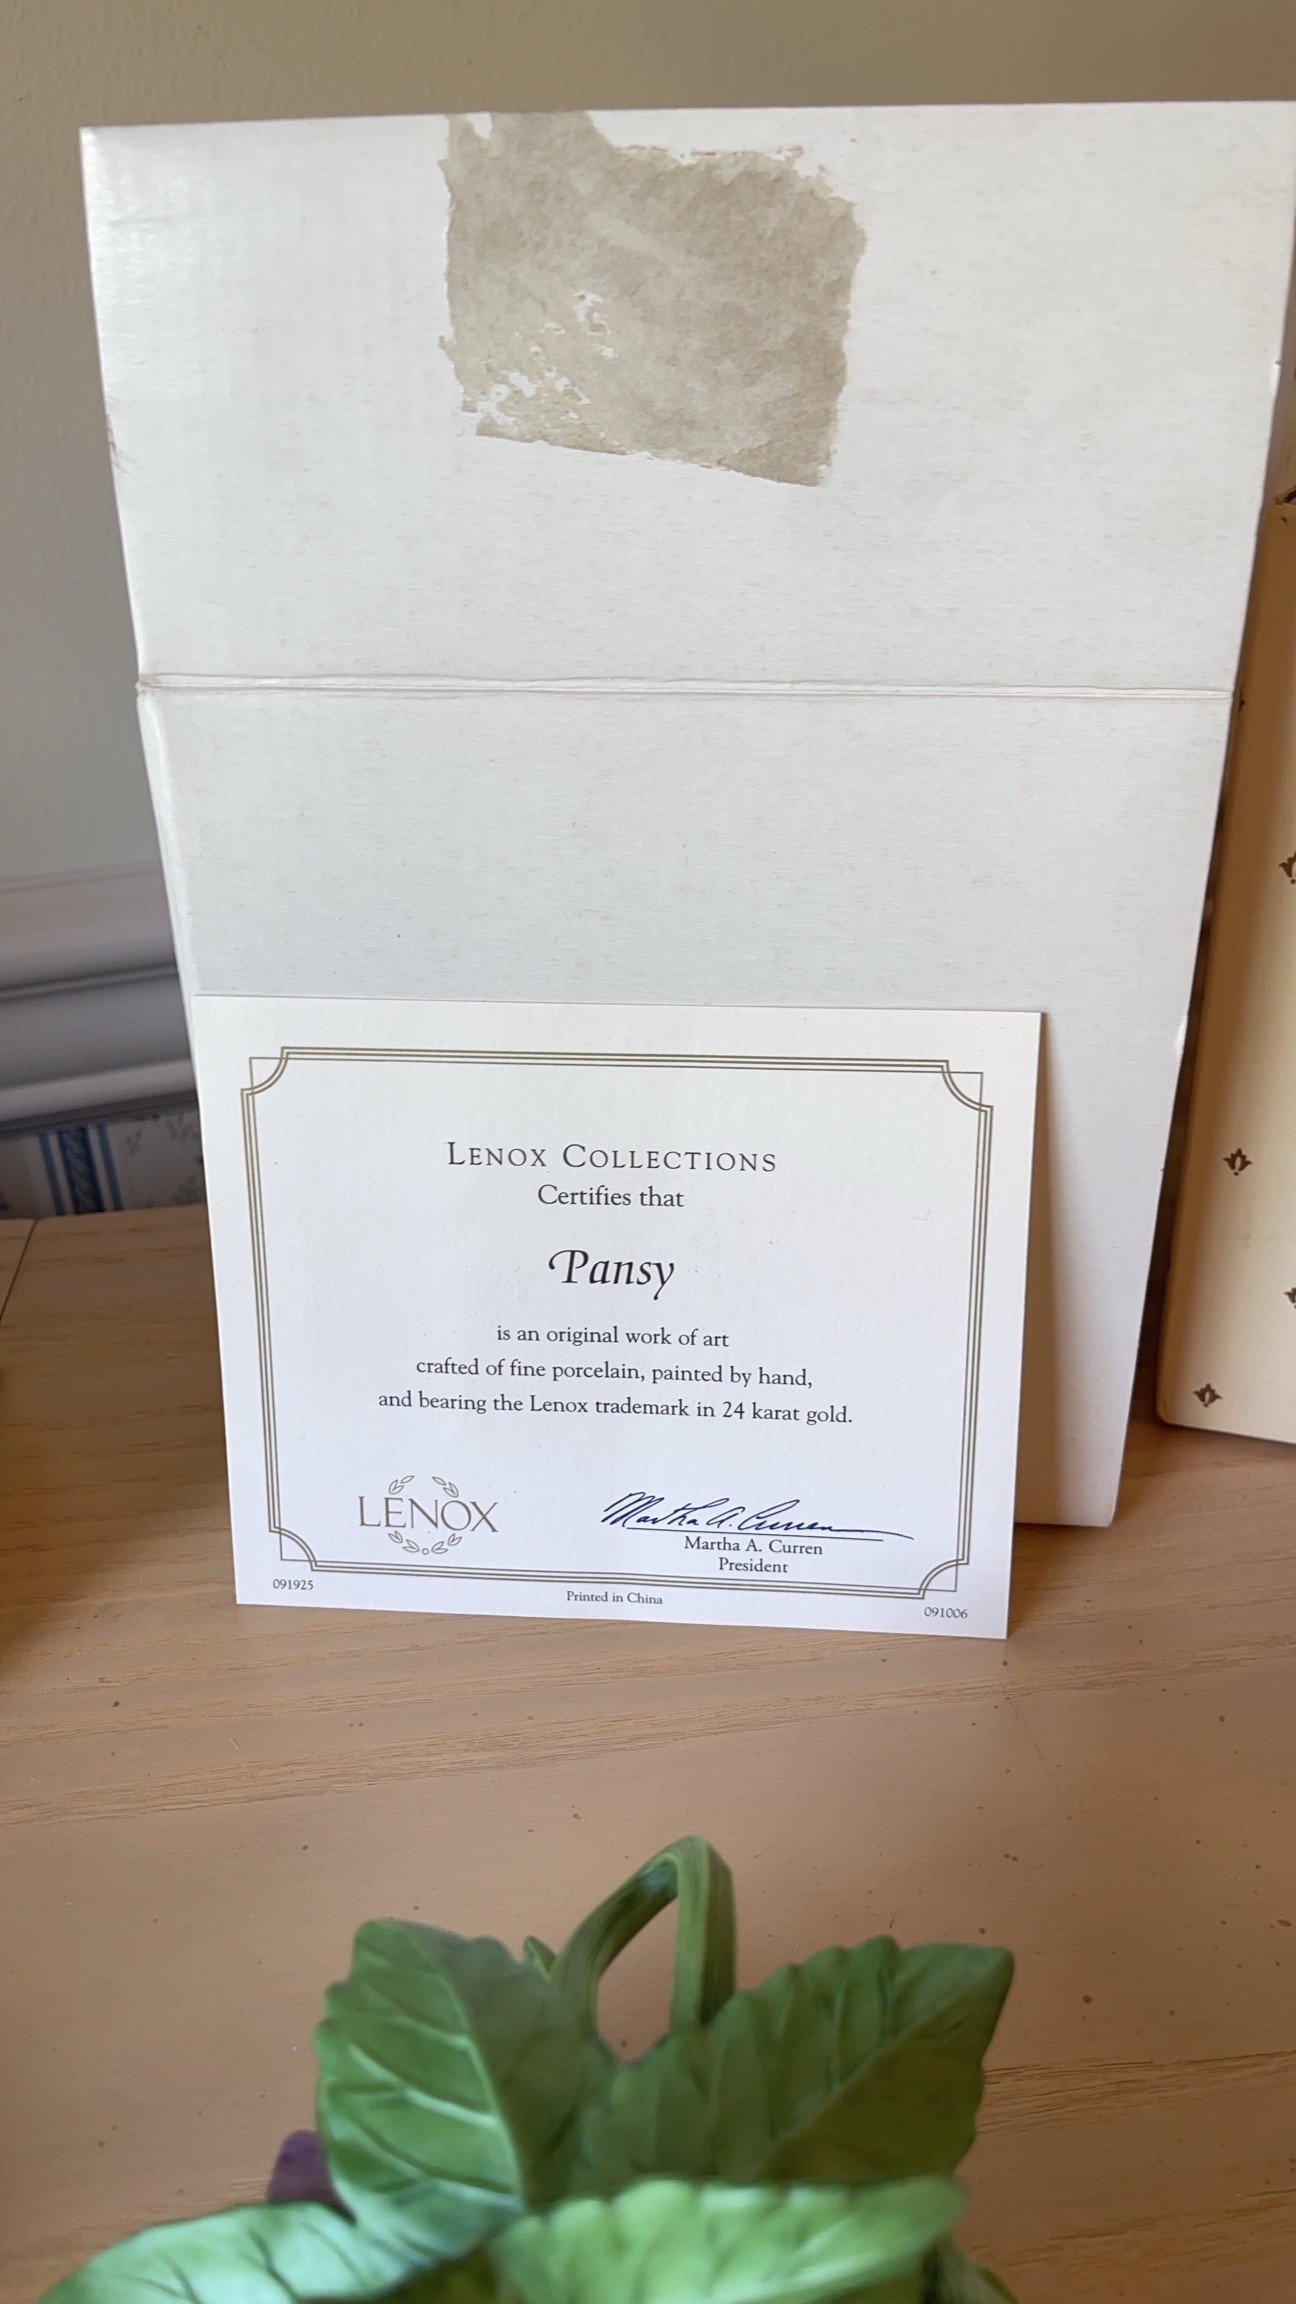 LENOX COLLECTIONS
Certifies that
Pansy
is an original work of art
crafted of fine porcelain, painted by hand,
and bearing the Lenox trademark in 24 karat gold.
LENOX
Martha A. Curren
Martha A. Curren
President
091925
Printed in China
091006